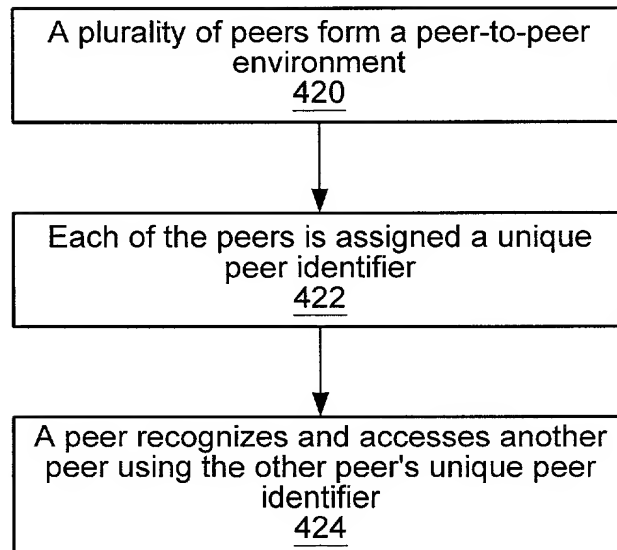 A plurality of peers form a peer-to-peer
environment
420
Each of the peers is assigned a unique
peer identifier
422
A peer recognizes and accesses another
peer using the other peer's unique peer
identifier
424